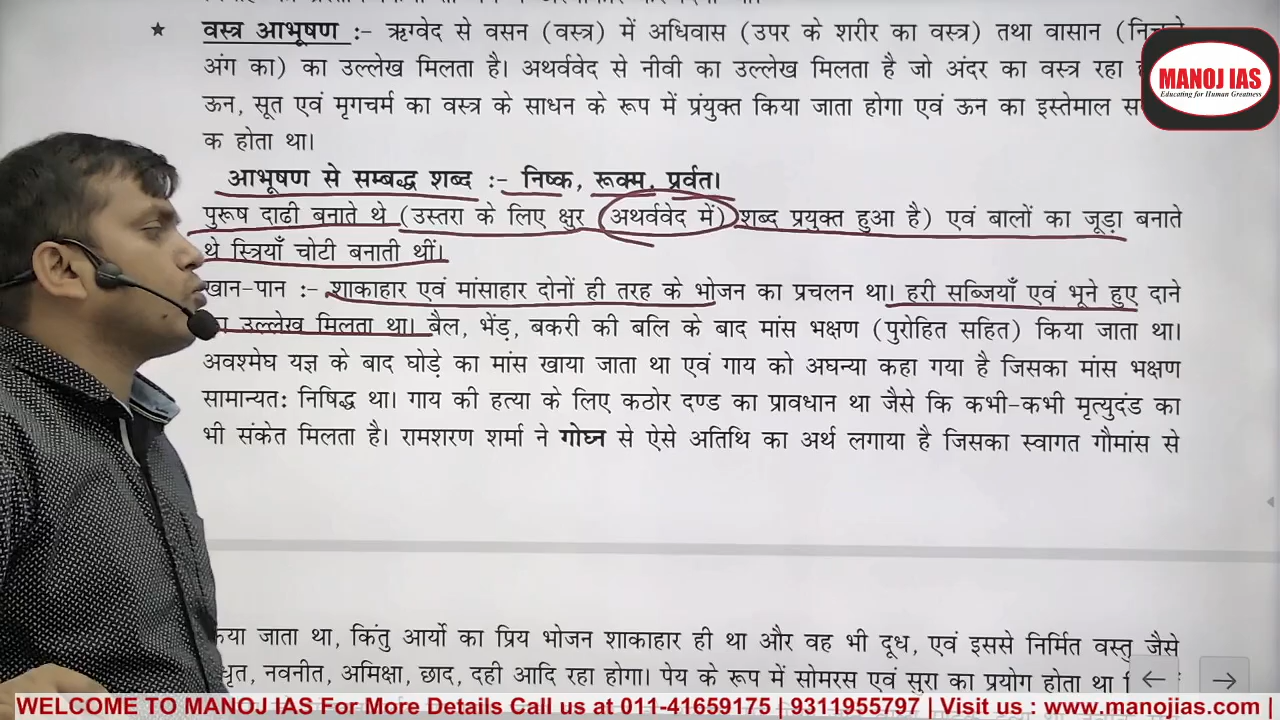 ★ वस्त्र आभूषण :- ऋग्वेद से वसन (वस्त्र) में अधिवास (उपर के शरीर का वस्त्र) तथा वासान
अंग का) का उल्लेख मिलता है। अथर्ववेद से नीवी का उल्लेख मिलता है जो अंदर का वस्त्र रहा
ऊन, सूत एवं मृगचर्म का वस्त्र के साधन के रूप में प्रंयुक्त किया जाता होगा एवं ऊन का इस्तेमाल
क होता था।
आभूषण से सम्बद्ध शब्द :- निष्क, रूक्म, प्रर्वत।
पुरूष दाढी बनाते थे (उस्तरा के लिए क्षुर अथर्ववेद में) शब्द प्रयुक्त हुआ है) एवं बालों का जूड़ा बनाते
थे स्त्रियाँ चोटी बनाती थीं।
खान-पान :- शाकाहार एवं मांसाहार दोनों ही तरह के भोजन का प्रचलन था। हरी सब्जियाँ एवं भूने हुए दाने
उल्लेख मिलता था। बैल, भेंड़, बकरी की बलि के बाद मांस भक्षण (पुरोहित सहित) किया जाता था।
अवश्मेघ यज्ञ के बाद घोड़े का मांस खाया जाता था एवं गाय को अघन्या कहा गया है जिसका मांस भक्षण
सामान्यत: निषिद्ध था। गाय की हत्या के लिए कठोर दण्ड का प्रावधान था जैसे कि कभी-कभी मृत्युदंड का
भी संकेत मिलता है। रामशरण शर्मा ने गोघ्न से ऐसे अतिथि का अर्थ लगाया है जिसका स्वागत गौमांस से
जाता था, किंतु आर्यो का प्रिय भोजन शाकाहार ही था और वह भी दूध, एवं इससे निर्मित वस्तु जैसे
नवनीत, अमिक्षा, छाद, दही आदि रहा होगा। पेय के रूप में सोमरस एवं सुरा का प्रयोग होता था
MANOJ IAS
Educating for Human Greatness
WELCOME TO MANOJ IAS For More Details Call us at 011-41659175 | 9311955797 | Visit us : www.manojias.com |